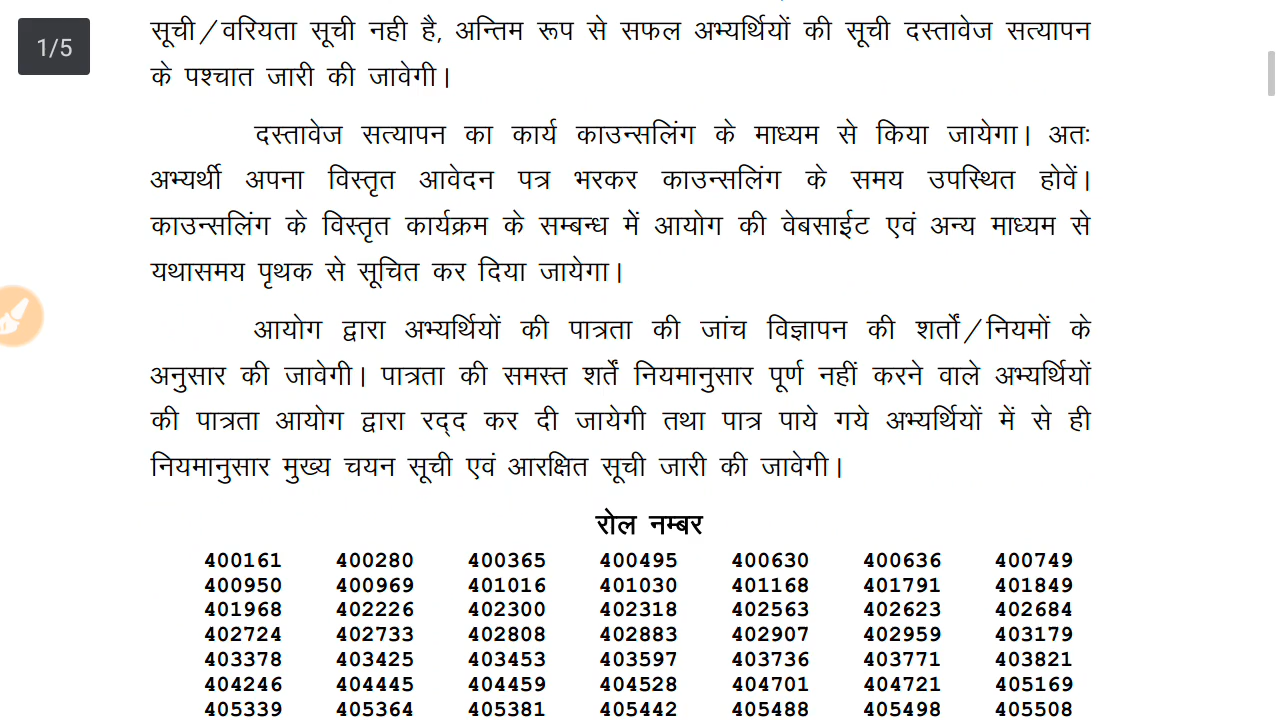 1/5
सूची/वरियता सूची नही है, अन्तिम रूप से सफल अभ्यर्थियों की सूची दस्तावेज सत्यापन
के पश्चात जारी की जावेगी।
दस्तावेज सत्यापन का कार्य काउन्सलिंग के माध्यम से किया जायेगा। अतः
अभ्यर्थी अपना विस्तृत आवेदन पत्र भरकर काउन्सलिंग के समय उपस्थित होवें।
काउन्सलिंग के विस्तृत कार्यक्रम के सम्बन्ध में आयोग की वेबसाईट एवं अन्य माध्यम से
यथासमय पृथक से सूचित कर दिया जायेगा।
आयोग द्वारा अभ्यर्थियों की पात्रता की जांच विज्ञापन की शर्तों/नियमों के
अनुसार की जावेगी। पात्रता की समस्त शर्तें नियमानुसार पूर्ण नहीं करने वाले अभ्यर्थियों
की पात्रता आयोग द्वारा रद्द कर दी जायेगी तथा पात्र पाये गये अभ्यर्थियों में से ही
नियमानुसार मुख्य चयन सूची एवं आरक्षित सूची जारी की जावेगी।
रोल नम्बर
400161 400280 400365 400495 400630 400636 400749
400950 400969 401016 401030 401168 401791 401849
401968 402226 402300 402318 402563 402623 402684
402724 402733 402808 402883 402907 402959 403179
403378 403425 403453 403597 403736 403771 403821
404246 404445 404459 404528 404701 404721 405169
405339 405364 405381 405442 405488 405498 405508